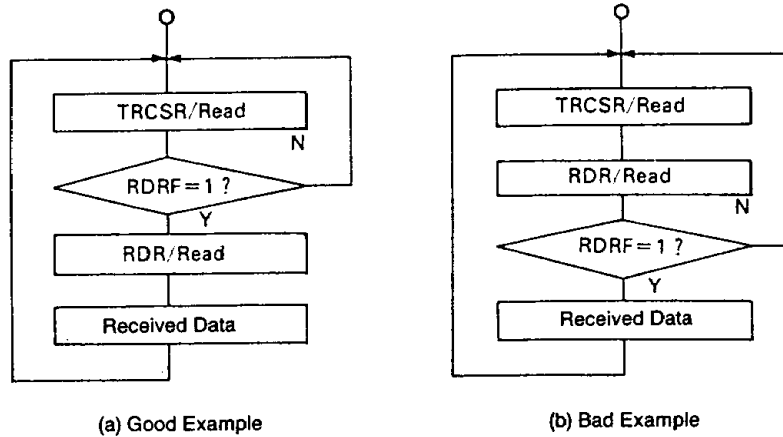 TRCSR/Read
N
RDRF=1 ?
Y
RDR/Read
Received Data
(a) Good Example
TRCSR/Read
RDR/Read
N
RDRF=1 ?
Y
Received Data
(b) Bad Example